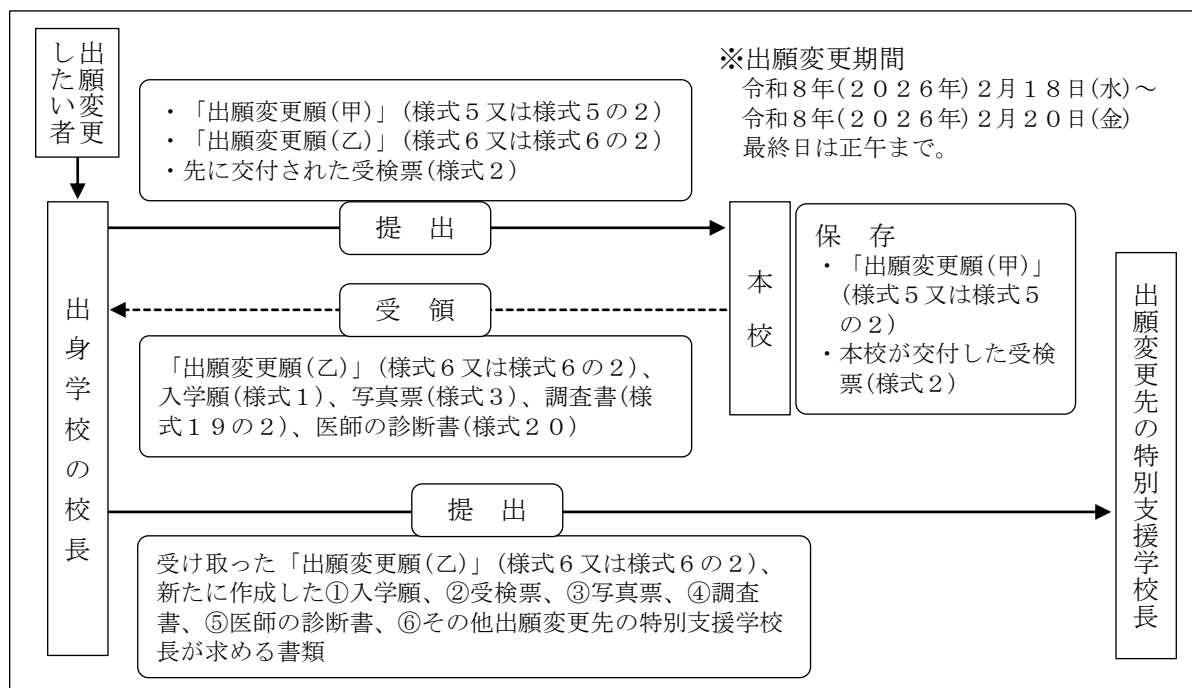 出願変更
したい者
※出願変更期間
令和８年(２０２６年)２月１８日(水)～
令和８年(２０２６年)２月２０日(金)
最終日は正午まで。
・「出願変更願(甲)」(様式５又は様式５の２)
・「出願変更願(乙)」(様式６又は様式６の２)
・先に交付された受検票(様式２)
提　出
出身学校の校長
本　校
保　存
・「出願変更願(甲)」
(様式５又は様式５
の２)
・本校が交付した受検
票(様式２)
出願変更先の特別支援学校長
受　領
「出願変更願(乙)」(様式６又は様式６の２)、
入学願(様式１)、写真票(様式３)、調査書(様
式１９の２)、医師の診断書(様式２０)
提　出
受け取った「出願変更願(乙)」(様式６又は様式６の２)、
新たに作成した①入学願、②受検票、③写真票、④調査
書、⑤医師の診断書、⑥その他出願変更先の特別支援学校
長が求める書類